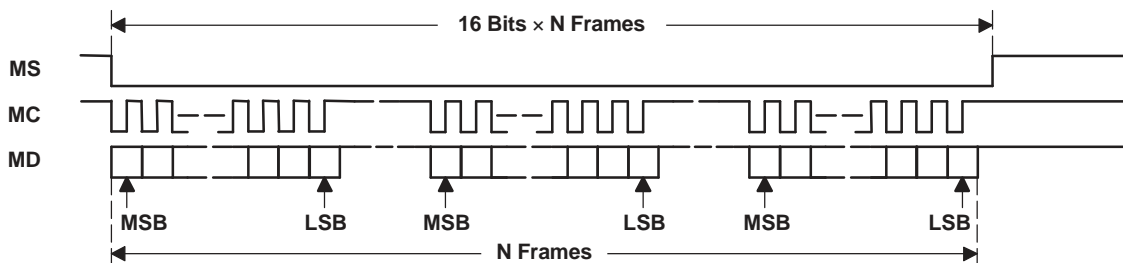 16 Bits × N Frames
MS
MC
MD
MSB LSB MSB LSB MSB LSB
N Frames